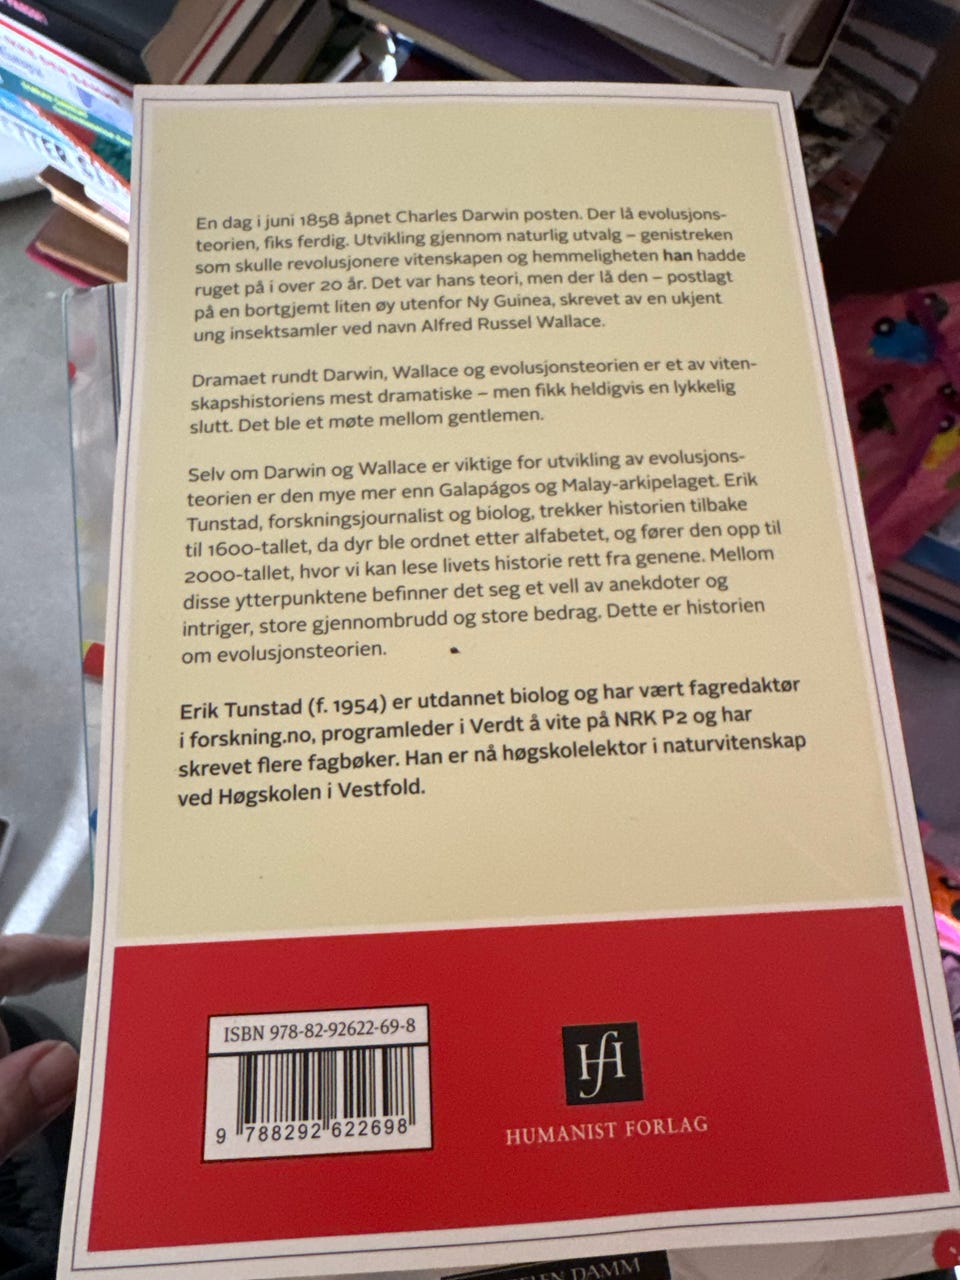 En dag i juni 1858 åpnet Charles Darwin posten. Der lå evolusjons-
teorien, fiks ferdig. Utvikling gjennom naturlig utvalg – genistreken
som skulle revolusjonere vitenskapen og hemmeligheten han hadde
ruget på i over 20 år. Det var hans teori, men der lå den – postlagt
på en bortgjemt liten øy utenfor Ny Guinea, skrevet av en ukjent
ung insektsamler ved navn Alfred Russel Wallace.
Dramaet rundt Darwin, Wallace og evolusjonsteorien er et av viten-
skapshistoriens mest dramatiske – men fikk heldigvis en lykkelig
slutt. Det ble et møte mellom gentlemen.
Selv om Darwin og Wallace er viktige for utvikling av evolusjons-
teorien er den mye mer enn Galapágos og Malay-arkipelaget. Erik
Tunstad, forskningsjournalist og biolog, trekker historien tilbake
til 1600-tallet, da dyr ble ordnet etter alfabetet, og fører den opp til
2000-tallet, hvor vi kan lese livets historie rett fra genene. Mellom
disse ytterpunktene befinner det seg et vell av anekdoter og
intriger, store gjennombrudd og store bedrag. Dette er historien
om evolusjonsteorien.
Erik Tunstad (f. 1954) er utdannet biolog og har vært fagredaktør
i forskning.no, programleder i Verdt å vite på NRK P2 og har
skrevet flere fagbøker. Han er nå høgskolelektor i naturvitenskap
ved Høgskolen i Vestfold.
ISBN 978-82-92622-69-8
9 788292 622698
HUMANIST FORLAG
DAMM